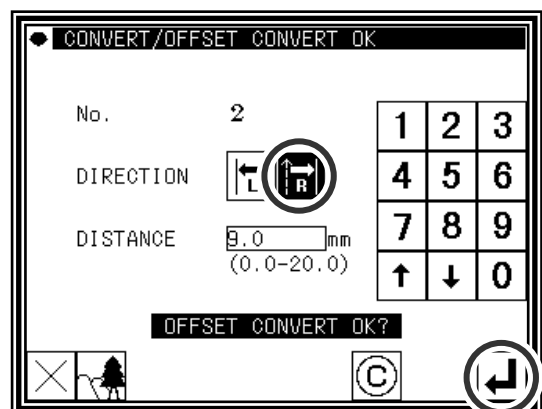 CONVERT/OFFSET CONVERT OK
No. 2
1 2 3
DIRECTION L R
4 5 6
DISTANCE 9.0 mm
7 8 9
(0.0-20.0)
↑ ↓ 0
OFFSET CONVERT OK?
C